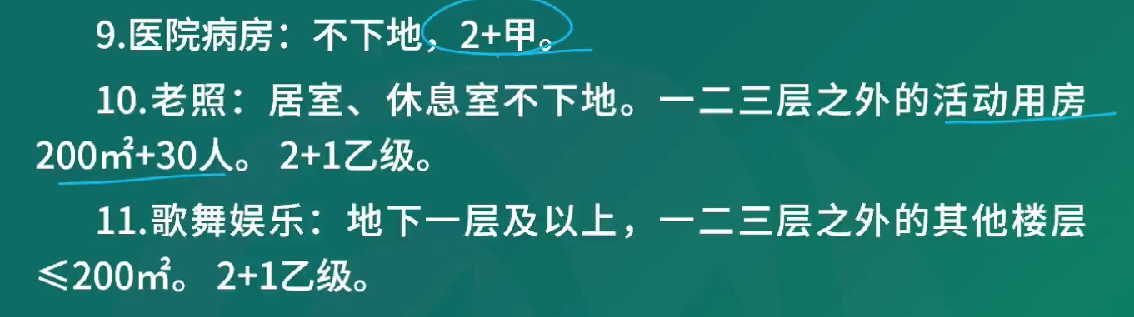 9.医院病房：不下地，2+甲。
10.老照：居室、休息室不下地。一二三层之外的活动用房
200㎡+30人。 2+1乙级。
11.歌舞娱乐：地下一层及以上，一二三层之外的其他楼层
≤200㎡。 2+1乙级。